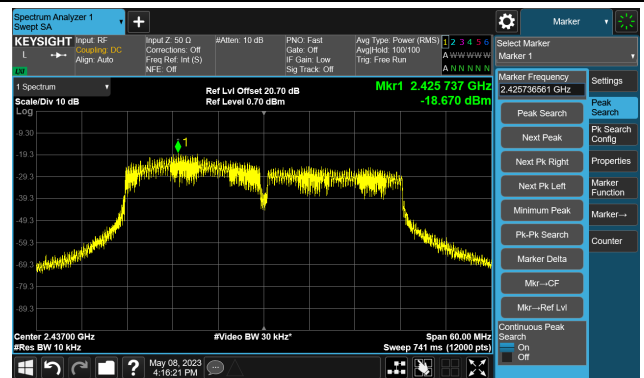 Spectrum Analyzer 1
Swept SA
Marker
KEYSIGHT
L
LXI
Input: RF
Coupling: DC
Align: Auto
Input Z: 50 Ω
Corrections: Off
Freq Ref: Int (S)
NFE: Off
#Atten: 10 dB
PNO: Fast
Gate: Off
IF Gain: Low
Sig Track: Off
Avg Type: Power (RMS)
Avg|Hold: 100/100
Trig: Free Run
1 2 3 4 5 6
A W W W W W
A N N N N N
Select Marker
Marker 1
1 Spectrum
Scale/Div 10 dB
Log
Ref Lvl Offset 20.70 dB
Ref Level 0.70 dBm
Mkr1 2.425 737 GHz
-18.670 dBm
1
-9.30
-19.3
-29.3
-39.3
-49.3
-59.3
-69.3
-79.3
-89.3
Center 2.43700 GHz
#Res BW 10 kHz
#Video BW 30 kHz*
Span 60.00 MHz
Sweep 741 ms (12000 pts)
Marker Frequency
2.425736561 GHz
Peak Search
Next Peak
Next Pk Right
Next Pk Left
Minimum Peak
Pk-Pk Search
Marker Delta
Mkr→CF
Mkr→Ref Lvl
Continuous Peak
Search
On
Off
Settings
Peak
Search
Pk Search
Config
Properties
Marker
Function
Marker→
Counter
?
May 08, 2023
4:16:21 PM